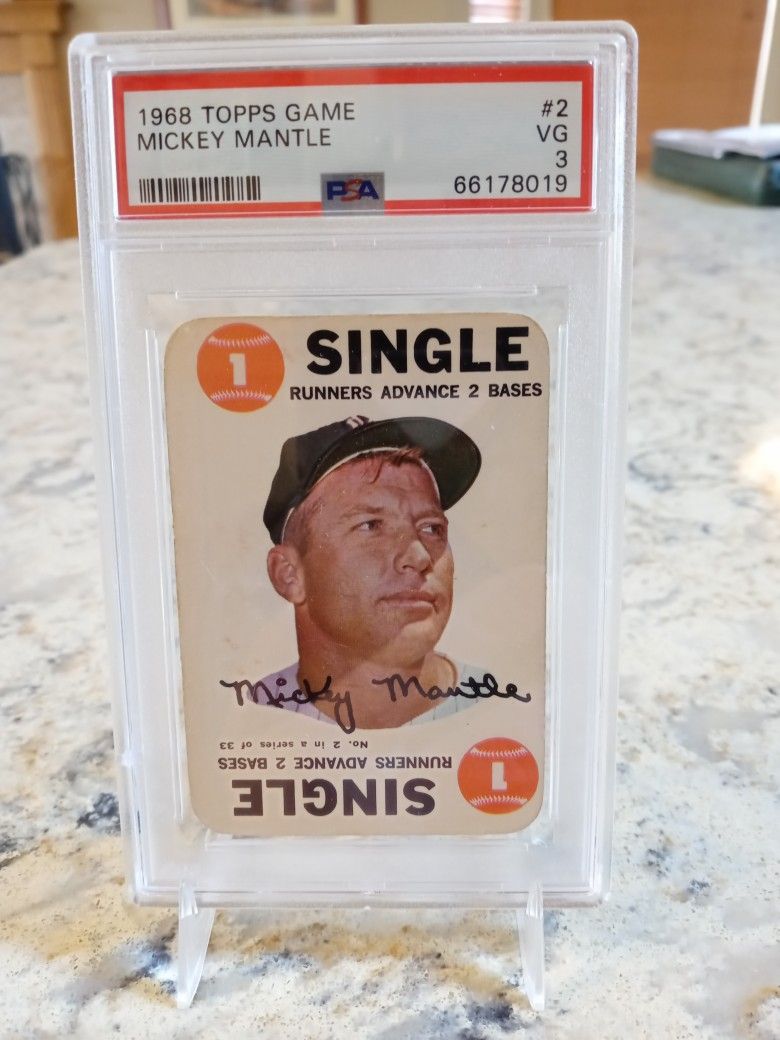 1968 TOPPS GAME #2
MICKEY MANTLE VG
3
PSA 66178019
1 SINGLE
RUNNERS ADVANCE 2 BASES
Mickey Mantle
No. 2 in a series of 33
RUNNERS ADVANCE 2 BASES
SINGLE 1